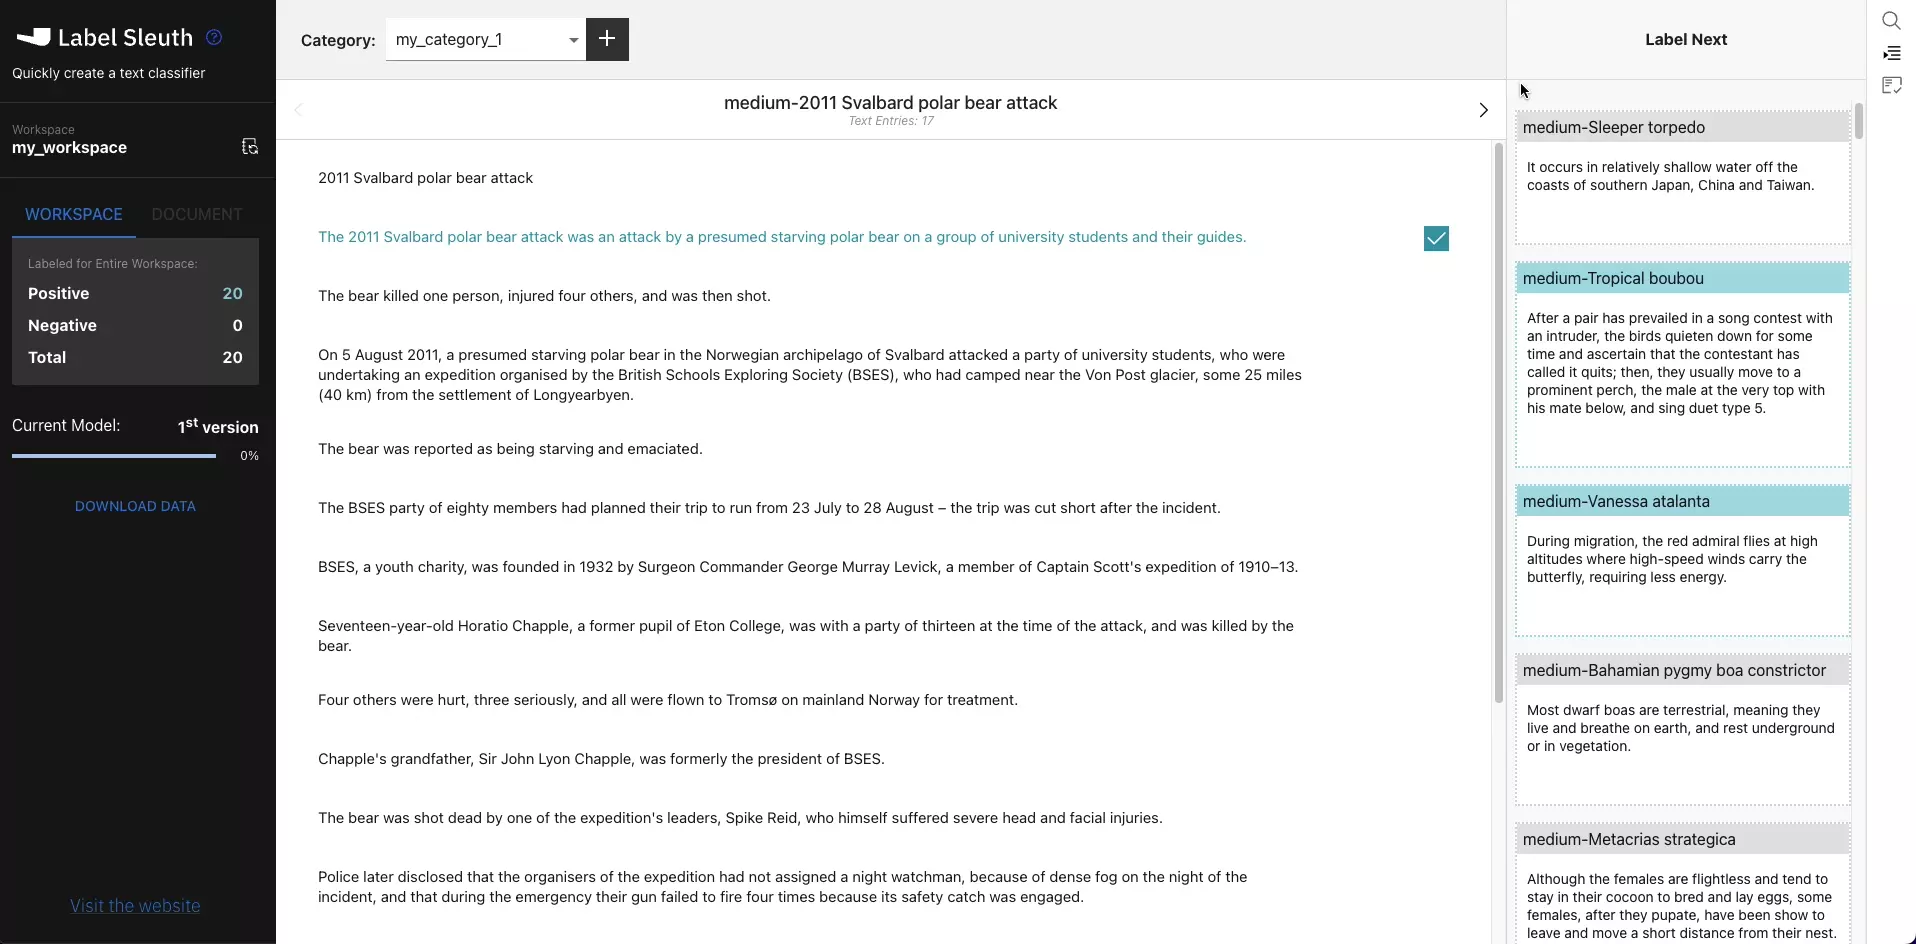 Label Sleuth
Quickly create a text classifier
Workspace
my_workspace
WORKSPACE DOCUMENT
Labeled for Entire Workspace:
Positive 20
Negative 0
Total 20
Current Model: 1st version
0%
DOWNLOAD DATA
Visit the website
Category: my_category_1
medium-2011 Svalbard polar bear attack
Text Entries: 17
2011 Svalbard polar bear attack
The 2011 Svalbard polar bear attack was an attack by a presumed starving polar bear on a group of university students and their guides.
The bear killed one person, injured four others, and was then shot.
On 5 August 2011, a presumed starving polar bear in the Norwegian archipelago of Svalbard attacked a party of university students, who were
undertaking an expedition organised by the British Schools Exploring Society (BSES), who had camped near the Von Post glacier, some 25 miles
(40 km) from the settlement of Longyearbyen.
The bear was reported as being starving and emaciated.
The BSES party of eighty members had planned their trip to run from 23 July to 28 August – the trip was cut short after the incident.
BSES, a youth charity, was founded in 1932 by Surgeon Commander George Murray Levick, a member of Captain Scott's expedition of 1910–13.
Seventeen-year-old Horatio Chapple, a former pupil of Eton College, was with a party of thirteen at the time of the attack, and was killed by the
bear.
Four others were hurt, three seriously, and all were flown to Tromsø on mainland Norway for treatment.
Chapple's grandfather, Sir John Lyon Chapple, was formerly the president of BSES.
The bear was shot dead by one of the expedition's leaders, Spike Reid, who himself suffered severe head and facial injuries.
Police later disclosed that the organisers of the expedition had not assigned a night watchman, because of dense fog on the night of the
incident, and that during the emergency their gun failed to fire four times because its safety catch was engaged.
Label Next
medium-Sleeper torpedo
It occurs in relatively shallow water off the
coasts of southern Japan, China and Taiwan.
medium-Tropical boubou
After a pair has prevailed in a song contest with
an intruder, the birds quieten down for some
time and ascertain that the contestant has
called it quits; then, they usually move to a
prominent perch, the male at the very top with
his mate below, and sing duet type 5.
medium-Vanessa atalanta
During migration, the red admiral flies at high
altitudes where high-speed winds carry the
butterfly, requiring less energy.
medium-Bahamian pygmy boa constrictor
Most dwarf boas are terrestrial, meaning they
live and breathe on earth, and rest underground
or in vegetation.
medium-Metacrias strategica
Although the females are flightless and tend to
stay in their cocoon to bred and lay eggs, some
females, after they pupate, have been show to
leave and move a short distance from their nest.